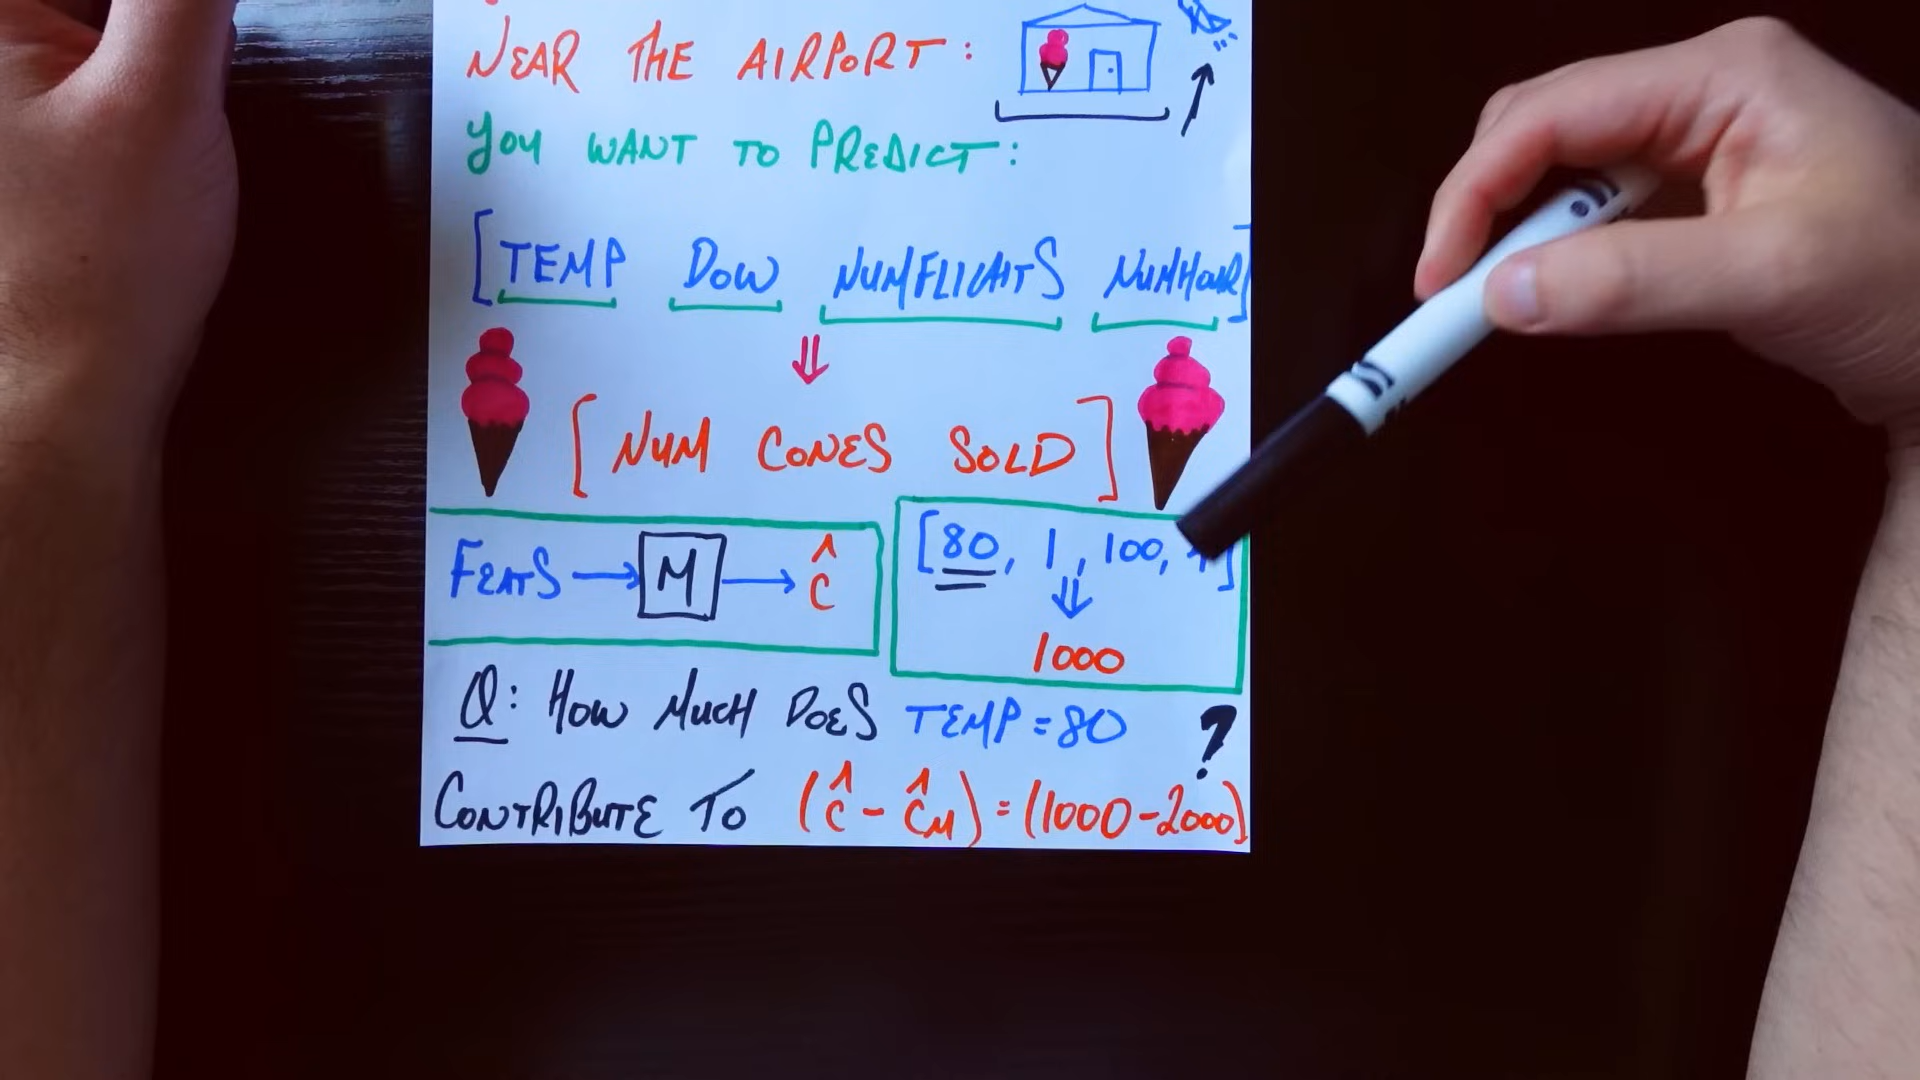 NEAR THE AIRPORT:
YOU WANT TO PREDICT:
[TEMP DOW NUMFLIGHTS NUMHOUR]
[NUM CONES SOLD]
FEATS → M → ĉ
[80, 1, 100, ]
⇓
1000
Q: HOW MUCH DOES TEMP=80 ?
CONTRIBUTE TO (ĉ - ĉM) = (1000-2000)